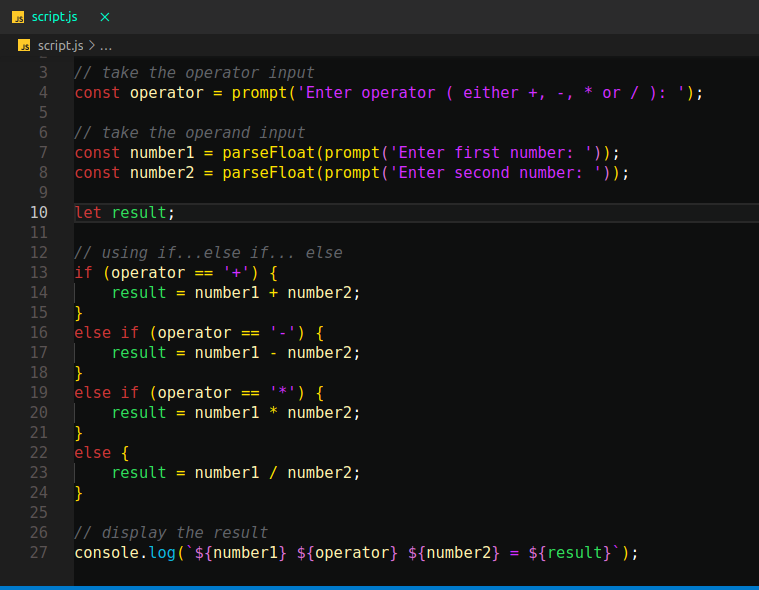 script.js
script.js > ...
3 // take the operator input
4 const operator = prompt('Enter operator ( either +, -, * or / ): ');
5
6 // take the operand input
7 const number1 = parseFloat(prompt('Enter first number: '));
8 const number2 = parseFloat(prompt('Enter second number: '));
9
10 let result;
11
12 // using if...else if... else
13 if (operator == '+') {
14     result = number1 + number2;
15 }
16 else if (operator == '-') {
17     result = number1 - number2;
18 }
19 else if (operator == '*') {
20     result = number1 * number2;
21 }
22 else {
23     result = number1 / number2;
24 }
25
26 // display the result
27 console.log(`${number1} ${operator} ${number2} = ${result}`);